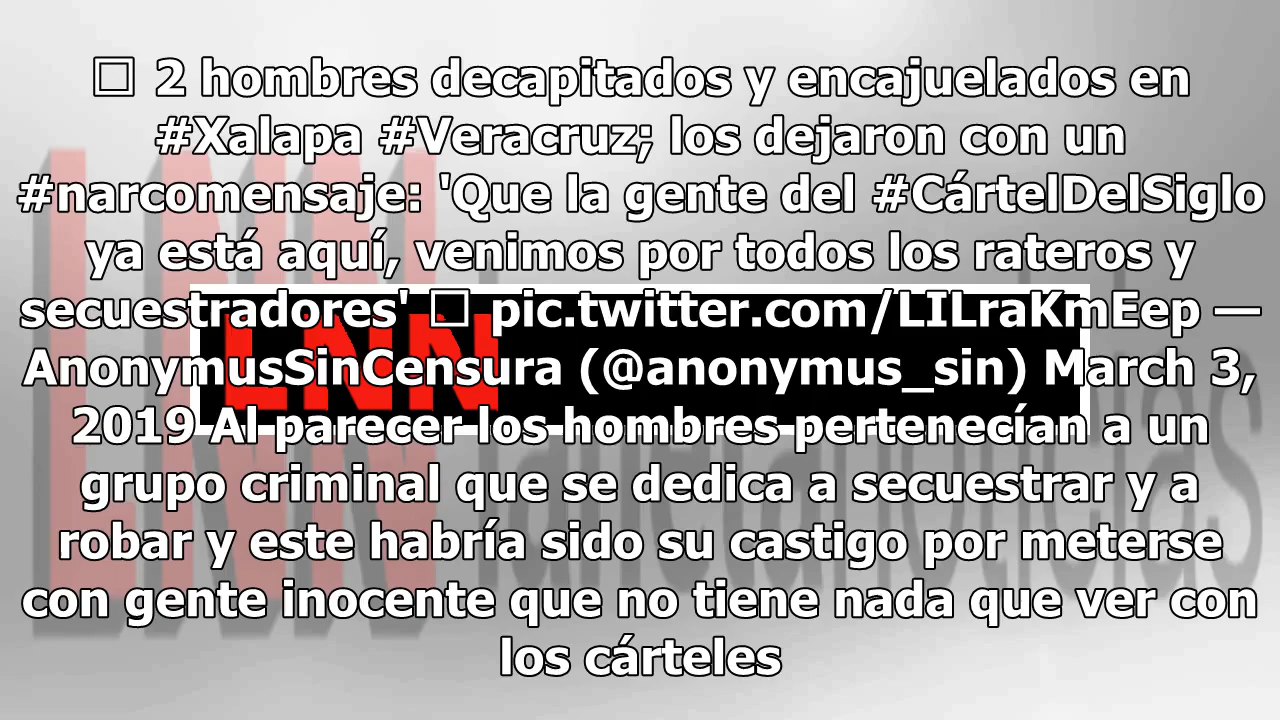 □ 2 hombres decapitados y encajuelados en
#Xalapa #Veracruz; los dejaron con un
#narcomensaje: 'Que la gente del #CártelDelSiglo
ya está aquí, venimos por todos los rateros y
secuestradores' □ pic.twitter.com/LILraKmEep —
AnonymusSinCensura (@anonymus_sin) March 3,
2019 Al parecer los hombres pertenecían a un
grupo criminal que se dedica a secuestrar y a
robar y este habría sido su castigo por meterse
con gente inocente que no tiene nada que ver con
los cárteles
LNN
LNN